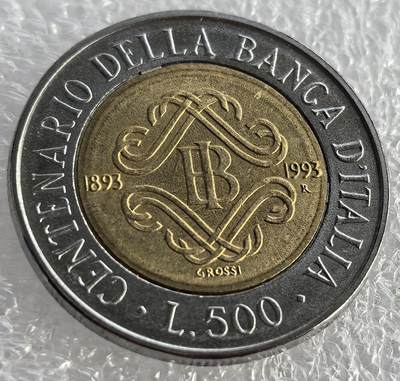 CENTENARIO DELLA BANCA D'ITALIA
1893
BI
1993
R
GROSSI
· L.500 ·